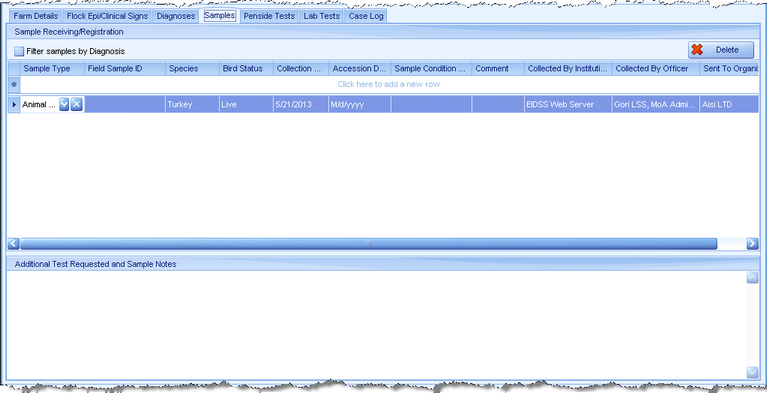 Farm Details Flock Epi/Clinical Signs Diagnoses Samples Penside Tests Lab Tests Case Log
Sample Receiving/Registration
Filter samples by Diagnosis Delete
Sample Type Field Sample ID Species Bird Status Collection ... Accession D... Sample Condition ... Comment Collected By Instituti... Collected By Officer Sent To Organi
Click here to add a new row
Animal ... Turkey Live 5/21/2013 M/d/yyyy EIDSS Web Server Gori LSS, MoA Admi... Aisi LTD
Additional Test Requested and Sample Notes